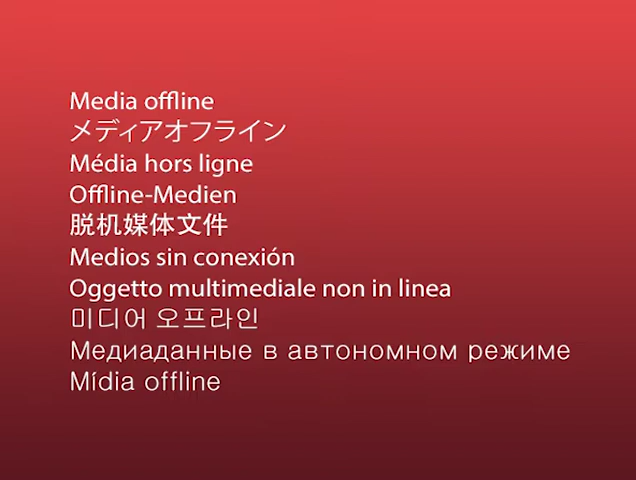 Media offline
メディアオフライン
Média hors ligne
Offline-Medien
脱机媒体文件
Medios sin conexión
Oggetto multimediale non in linea
미디어 오프라인
Медиаданные в автономном режиме
Mídia offline